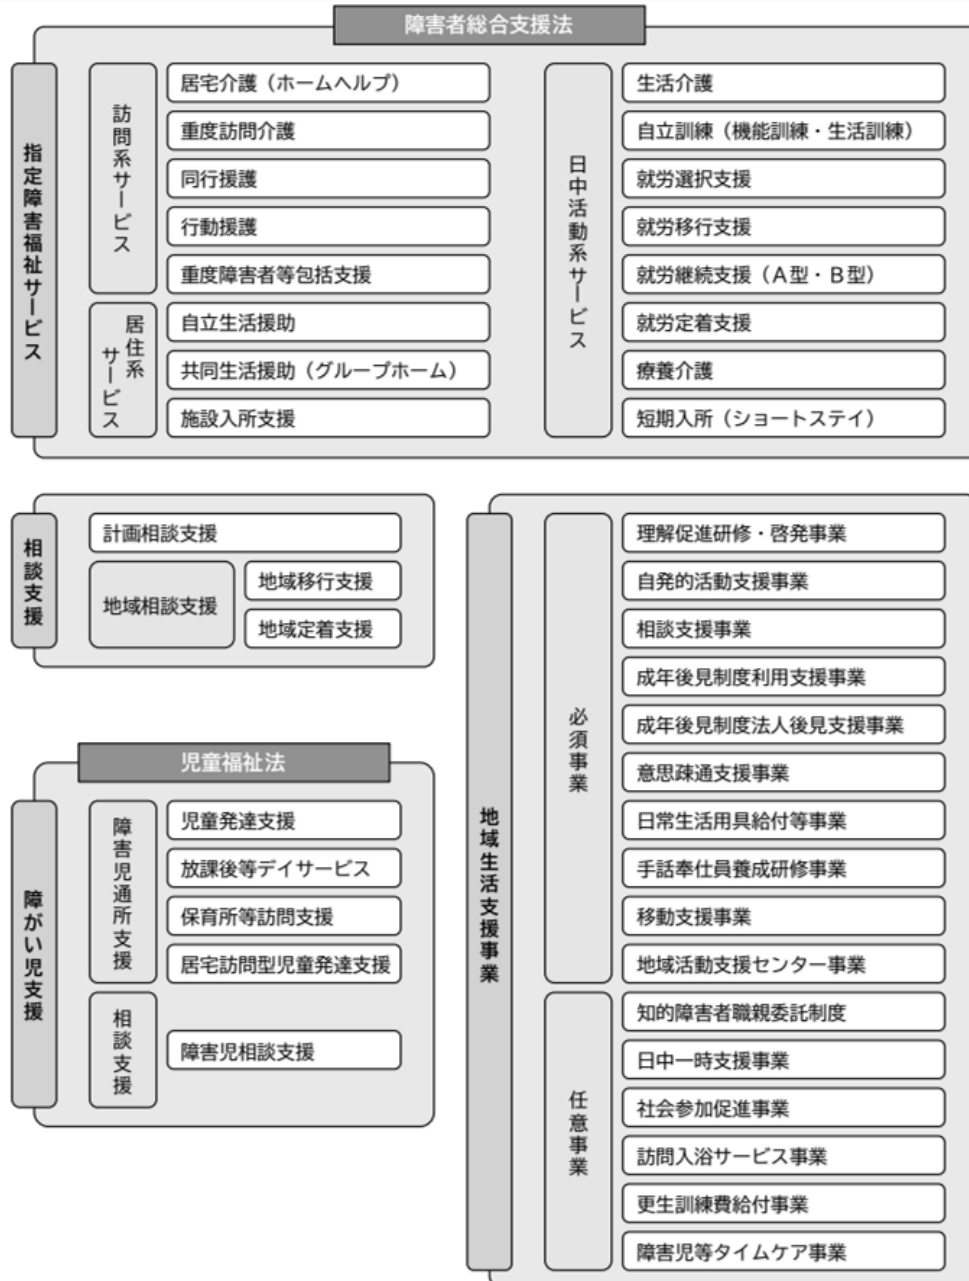 障害者総合支援法
指定障害福祉サービス
訪問系サービス
居宅介護（ホームヘルプ）
重度訪問介護
同行援護
行動援護
重度障害者等包括支援
居住系
サービス
自立生活援助
共同生活援助（グループホーム）
施設入所支援
日中活動系サービス
生活介護
自立訓練（機能訓練・生活訓練）
就労選択支援
就労移行支援
就労継続支援（A型・B型）
就労定着支援
療養介護
短期入所（ショートステイ）
相談支援
計画相談支援
地域相談支援
地域移行支援
地域定着支援
児童福祉法
障がい児支援
障害児通所支援
児童発達支援
放課後等デイサービス
保育所等訪問支援
居宅訪問型児童発達支援
相談支援
障害児相談支援
地域生活支援事業
必須事業
理解促進研修・啓発事業
自発的活動支援事業
相談支援事業
成年後見制度利用支援事業
成年後見制度法人後見支援事業
意思疎通支援事業
日常生活用具給付等事業
手話奉仕員養成研修事業
移動支援事業
地域活動支援センター事業
任意事業
知的障害者職親委託制度
日中一時支援事業
社会参加促進事業
訪問入浴サービス事業
更生訓練費給付事業
障害児等タイムケア事業